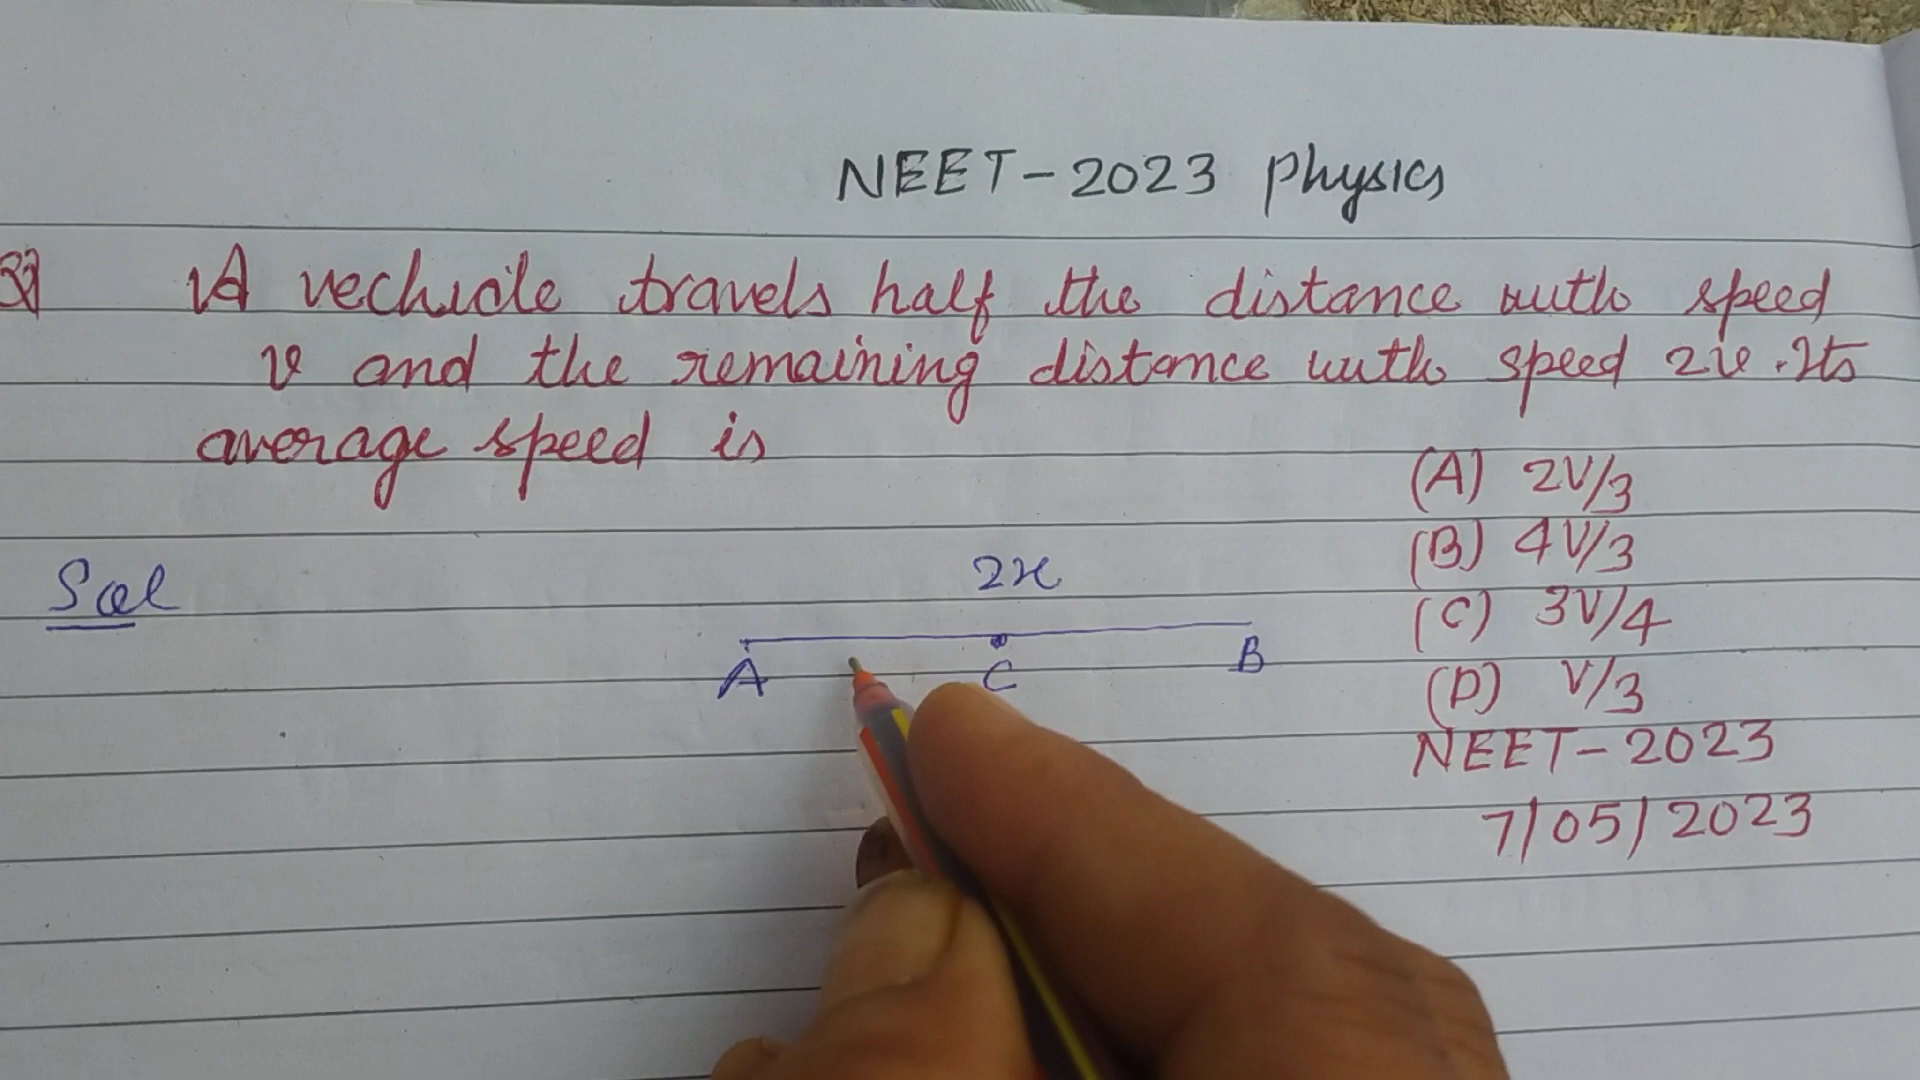 NEET-2023 Physics
Q A vechicle travels half the distance with speed
v and the remaining distance with speed 2v. Its
average speed is
(A) 2V/3
(B) 4V/3
(C) 3V/4
(D) V/3
NEET-2023
7/05/2023
Sol
2x
A C B